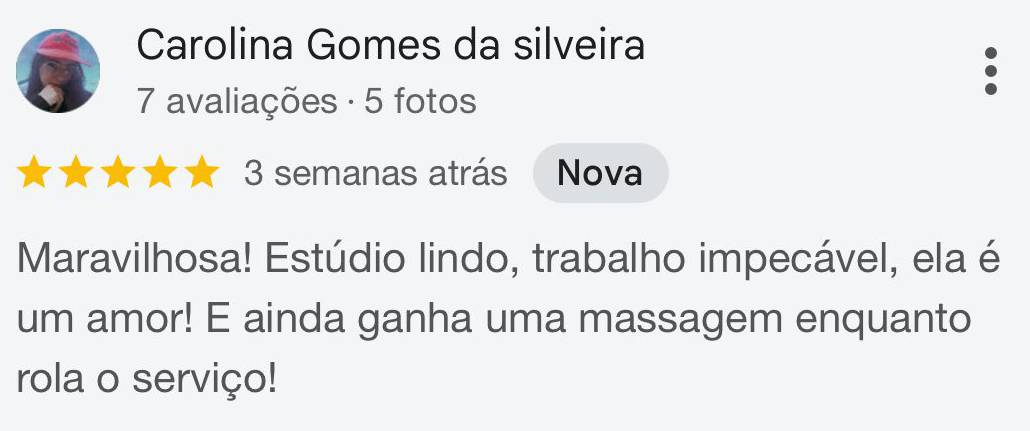 Carolina Gomes da silveira
7 avaliações · 5 fotos
3 semanas atrás Nova
Maravilhosa! Estúdio lindo, trabalho impecável, ela é
um amor! E ainda ganha uma massagem enquanto
rola o serviço!